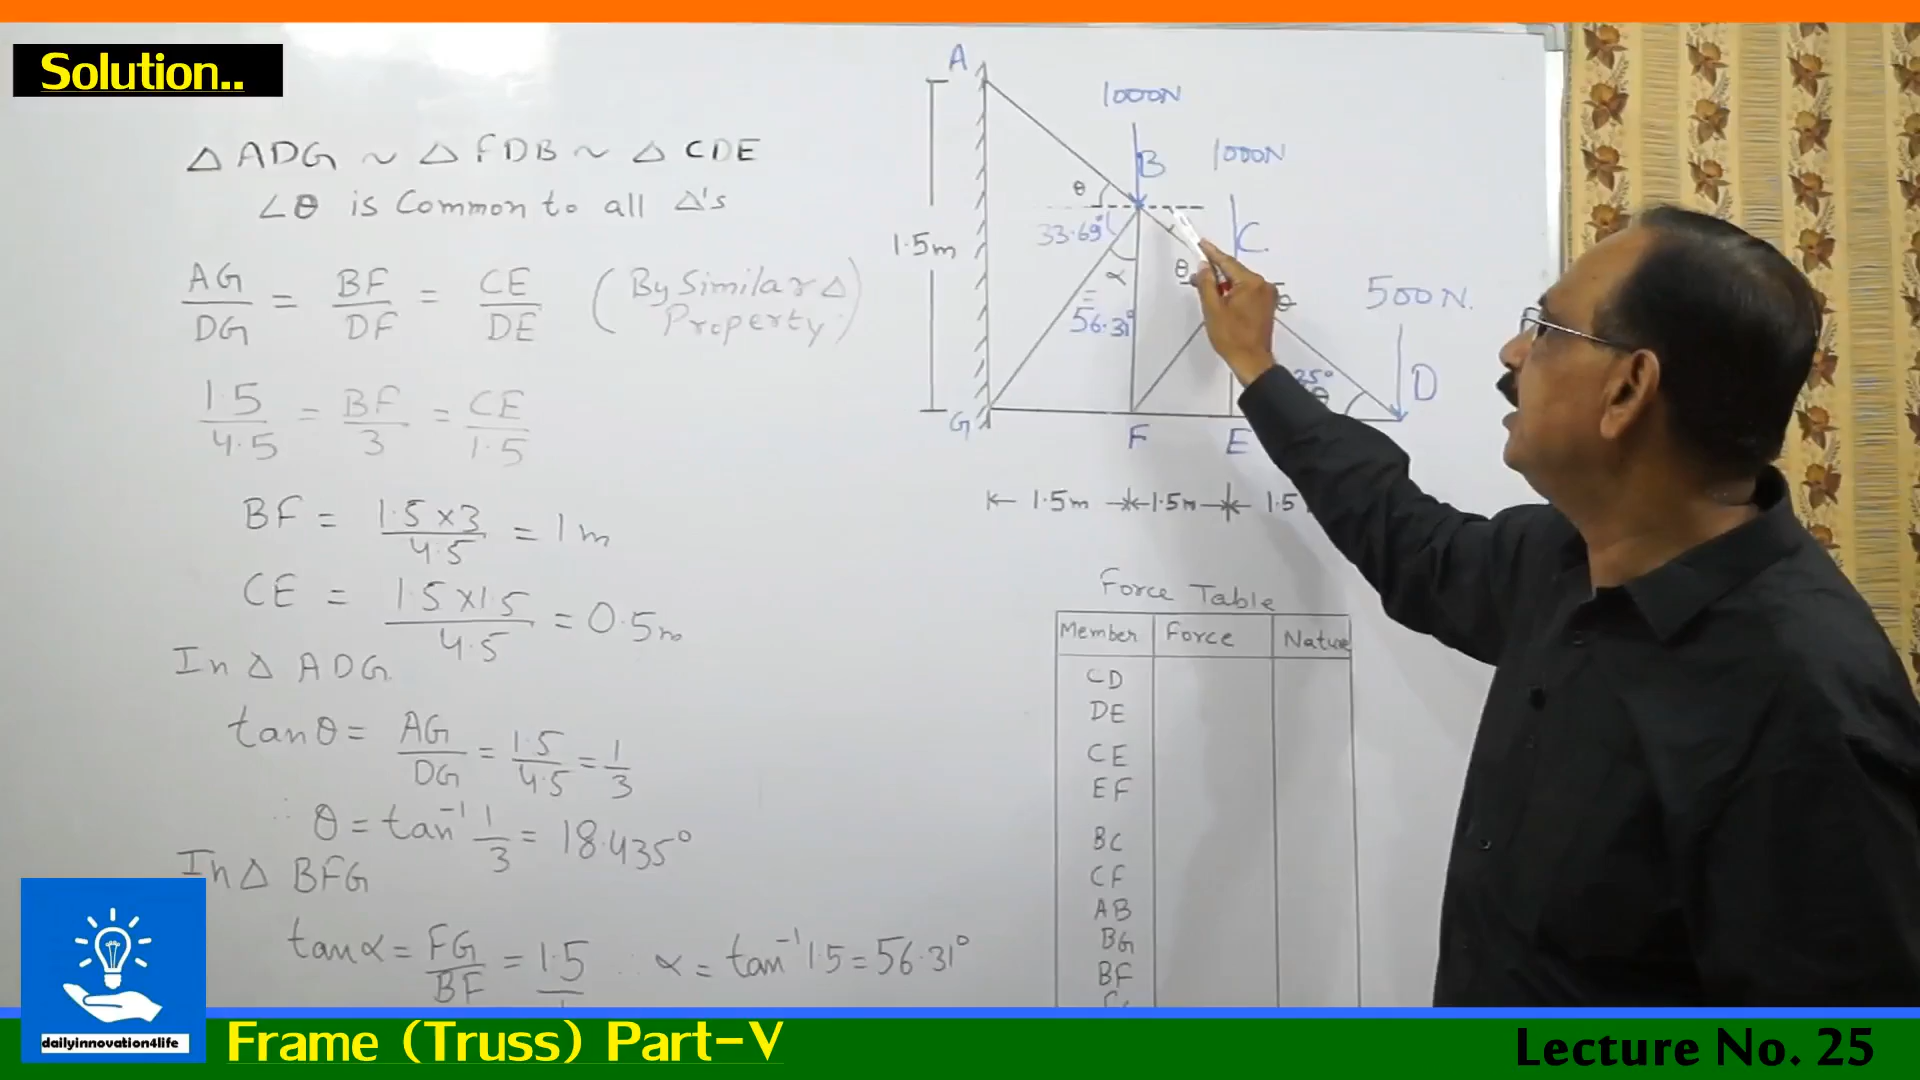 Solution..
△ ADG ~ △ FDB ~ △ CDE
∠θ is Common to all △'s
AG/DG = BF/DF = CE/DE (By Similar △ Property)
1.5/4.5 = BF/3 = CE/1.5
BF = 1.5×3/4.5 = 1m
CE = 1.5×1.5/4.5 = 0.5m
In △ ADG
tanθ = AG/DG = 1.5/4.5 = 1/3
∴ θ = tan⁻¹ 1/3 = 18.435°
In △ BFG
tanα = FG/BF = 1.5 ∴ α = tan⁻¹ 1.5 = 56.31°
A
1000N
B
1000N
θ
33.69°
C
1.5m
α
=
56.31°
θ
θ
500N.
35°
θ
D
G
F
E
1.5m
1.5m
1.5
Force Table
Member Force Nature
CD
DE
CE
EF
BC
CF
AB
BG
BF
dailyinnovation4life
Frame (Truss) Part-V
Lecture No. 25